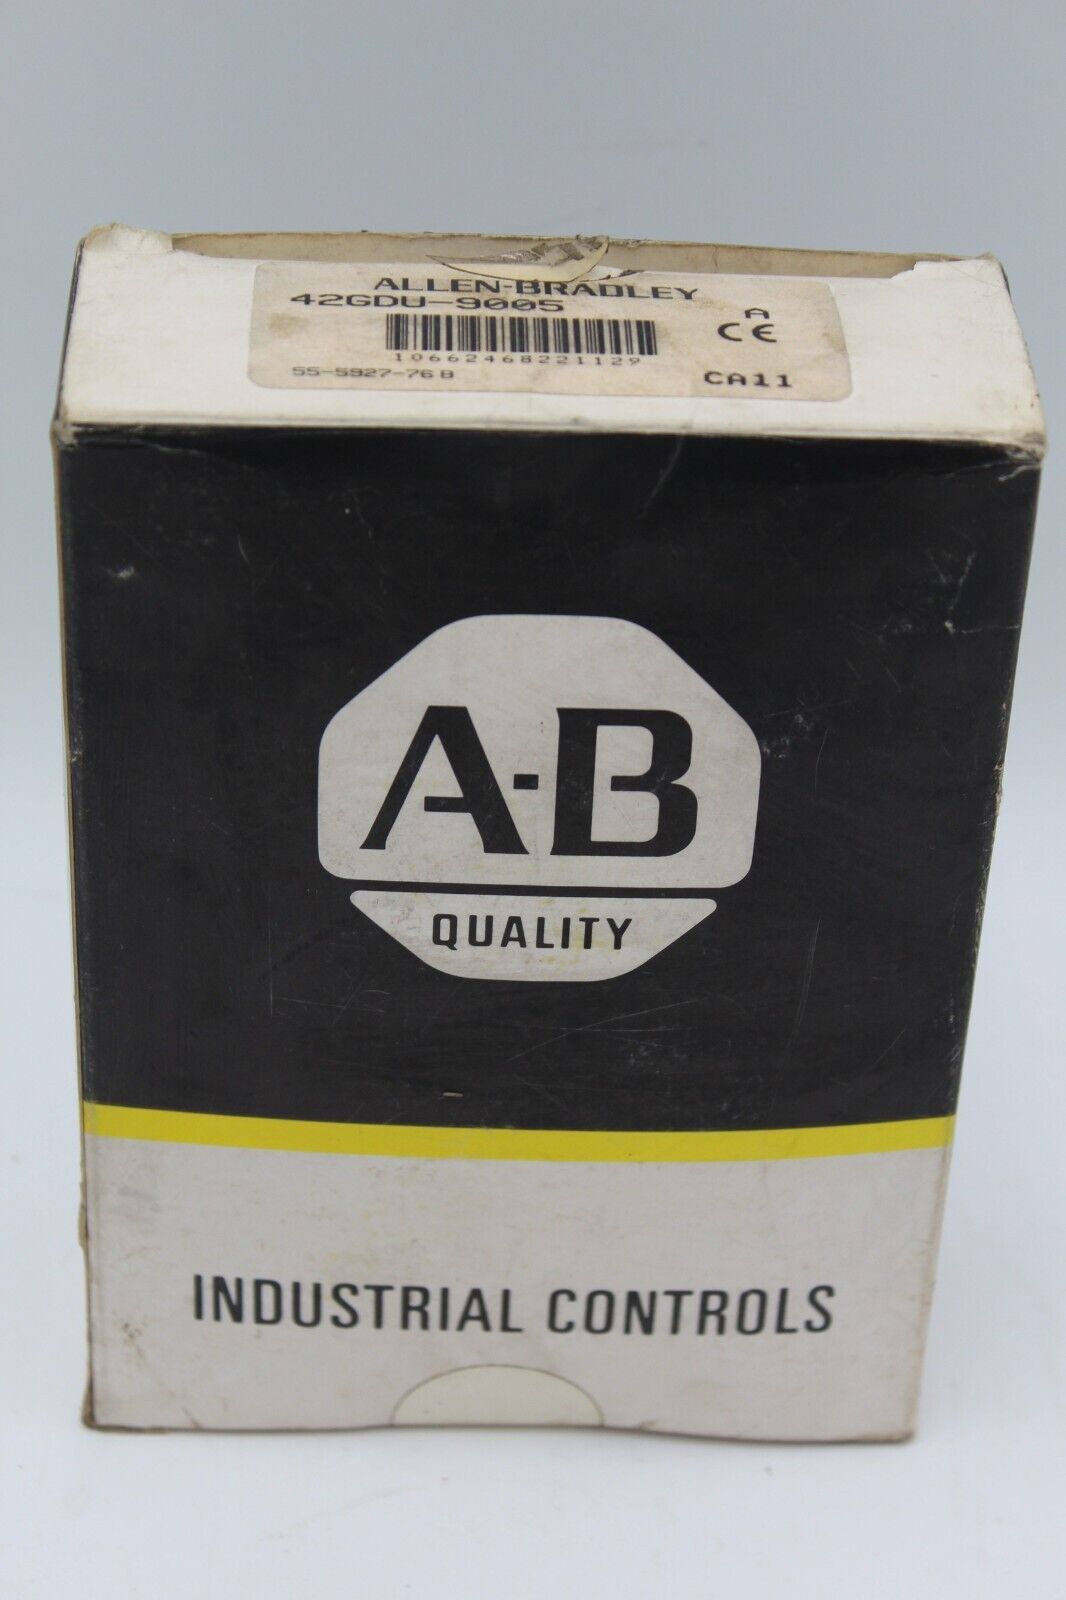 ALLEN-BRADLEY
42GDU-9005
A
CE
10662468221129
55-5927-76 B
CA11
A-B
QUALITY
INDUSTRIAL CONTROLS